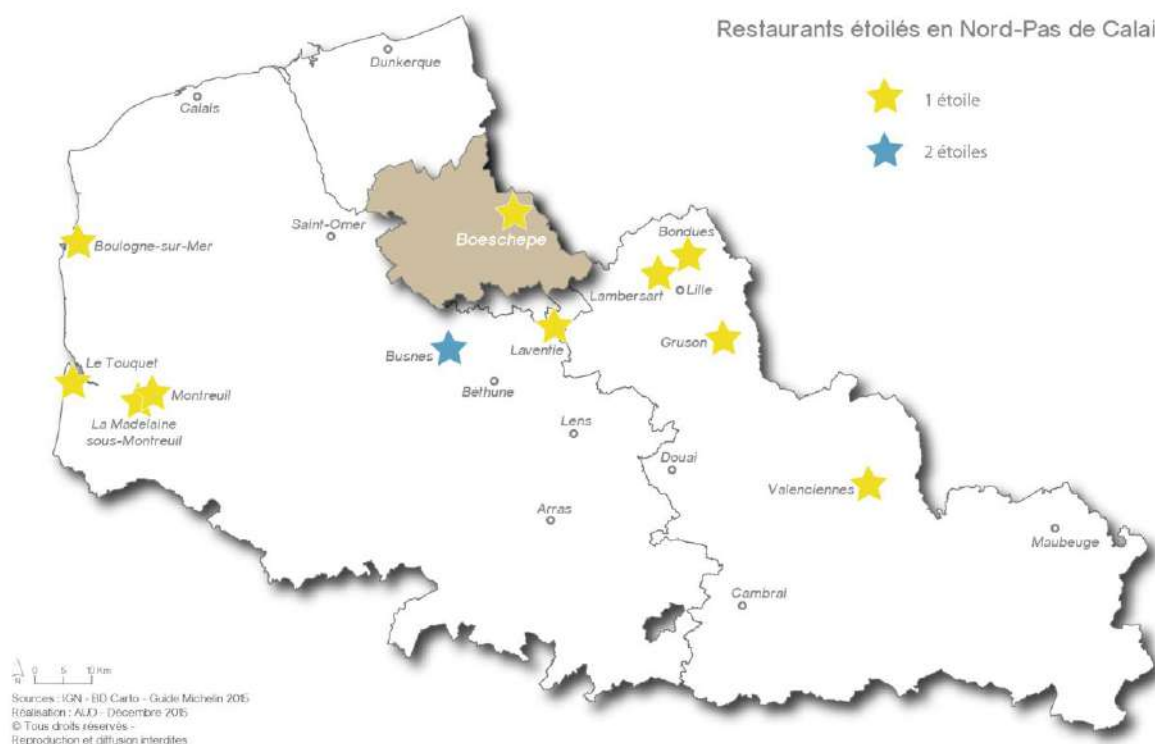 Restaurants étoilés en Nord-Pas de Calai
1 étoile
2 étoiles
Dunkerque
Calais
Saint-Omer
Boeschepe
Boulogne-sur-Mer
Bondues
Lambersart
Lille
Gruson
Laventie
Busnes
Béthune
Le Touquet
Montreuil
La Madelaine
sous-Montreuil
Lens
Douai
Valenciennes
Arras
Maubeuge
Cambrai
N 0 5 10 Km
Sources : IGN - BD Carto - Guide Michelin 2015
Réalisation : AUD - Décembre 2015
© Tous droits réservés -
Reproduction et diffusion interdites